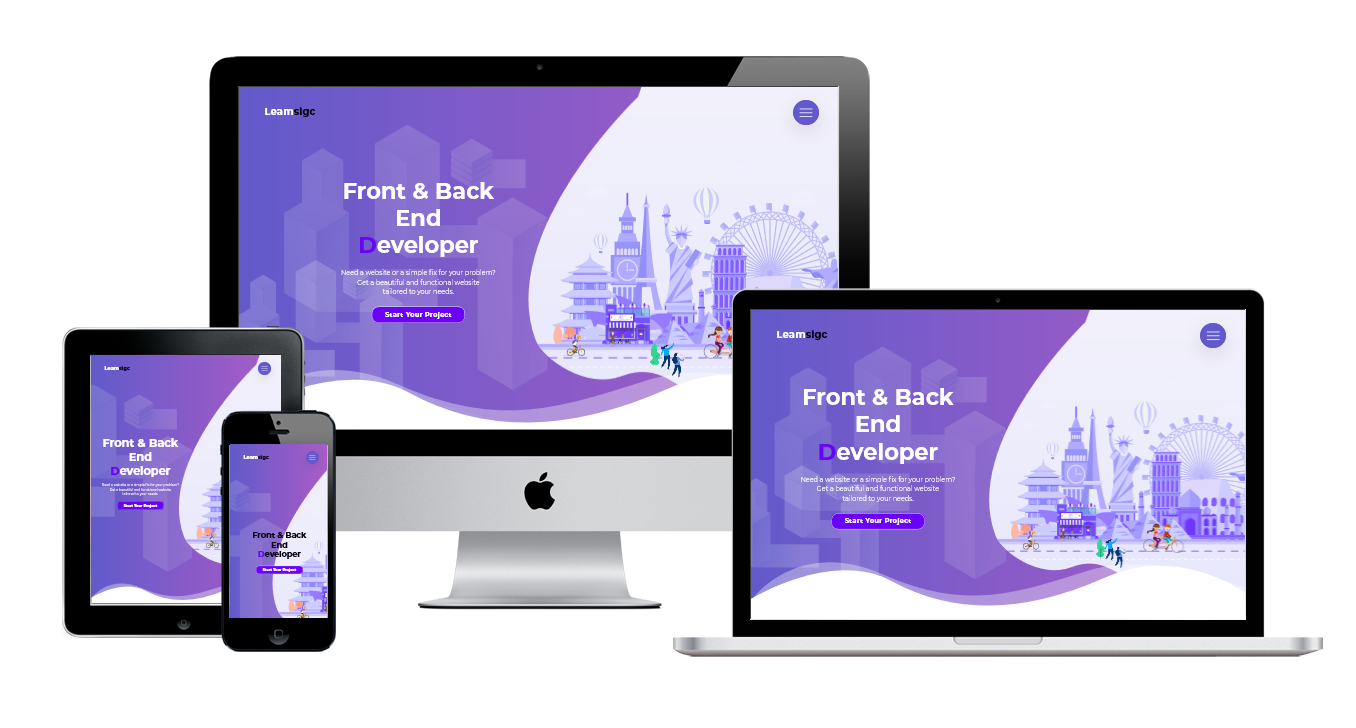 Learnsigc
Front & Back
End
Developer
Need a website or a simple fix for your problem?
Get a beautiful and functional website
tailored to your needs.
Start Your Project
Learnsigc
Front & Back
End
Developer
Need a website or a simple fix for your problem?
Get a beautiful and functional website
tailored to your needs.
Start Your Project
Learnsigc
Front & Back
End
Developer
Need a website or a simple fix for your problem?
Get a beautiful and functional website
tailored to your needs.
Start Your Project
Learnsigc
Front & Back
End
Developer
Start Your Project